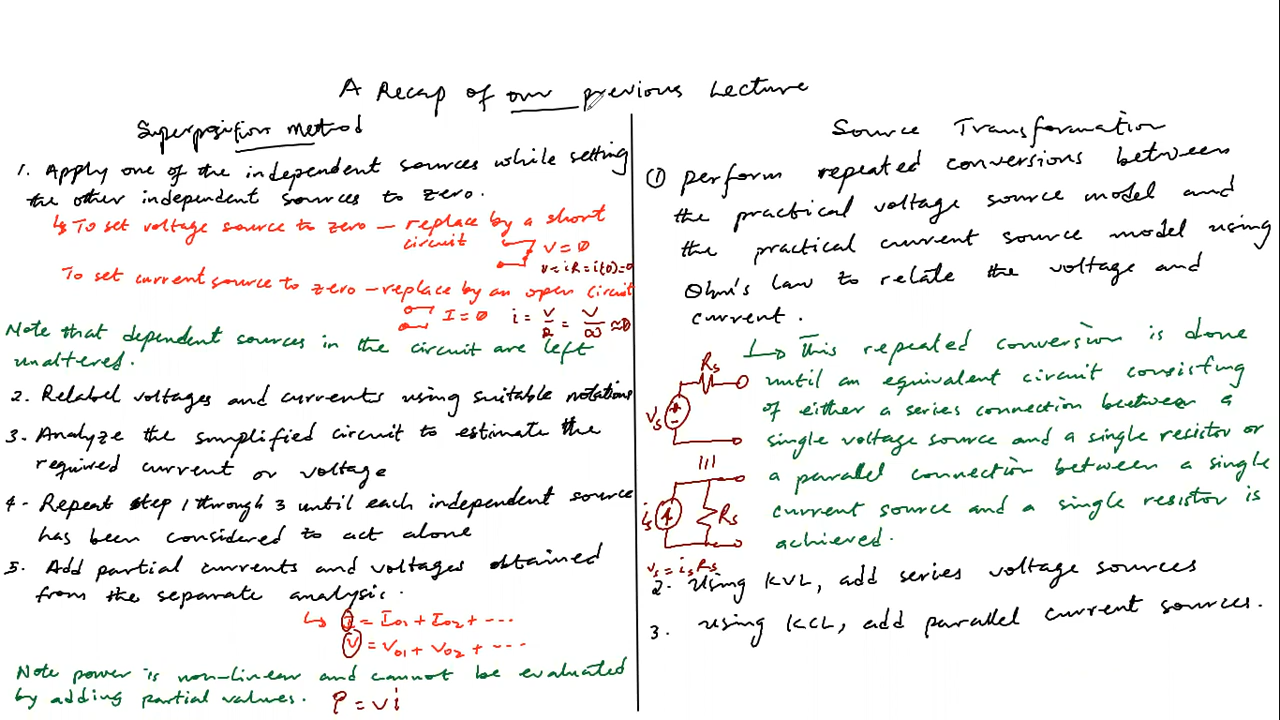 A Recap of our previous Lecture
Superposition Method
1. Apply one of the independent sources while setting
the other independent sources to zero.
↳ To set voltage source to zero – replace by a short
circuit
V = 0
v = iR = i(0) = 0
To set current source to zero – replace by an open circuit
I = 0 i = V/R = V/∞ ≈ 0
Note that dependent sources in the circuit are left
unaltered.
2. Relabel voltages and currents using suitable notations
3. Analyze the simplified circuit to estimate the
required current or voltage
4- Repeat step 1 through 3 until each independent source
has been considered to act alone
5. Add partial currents and voltages obtained
from the separate analysis.
↳ I = I01 + I02 + ---
V = V01 + V02 + ---
Note power is non-linear and cannot be evaluated
by adding partial values. P = vi
Source Transformation
① perform repeated conversions between
the practical voltage source model and
the practical current source model using
Ohm's law to relate the voltage and
current.
↳ This repeated conversion is done
until an equivalent circuit consisting
of either a series connection between a
single voltage source and a single resistor or
a parallel connection between a single
current source and a single resistor is
achieved.
Rs
Vs
+
-
is
Rs
vs = is Rs
2. Using KVL, add series voltage sources
3. using KCL, add parallel current sources.